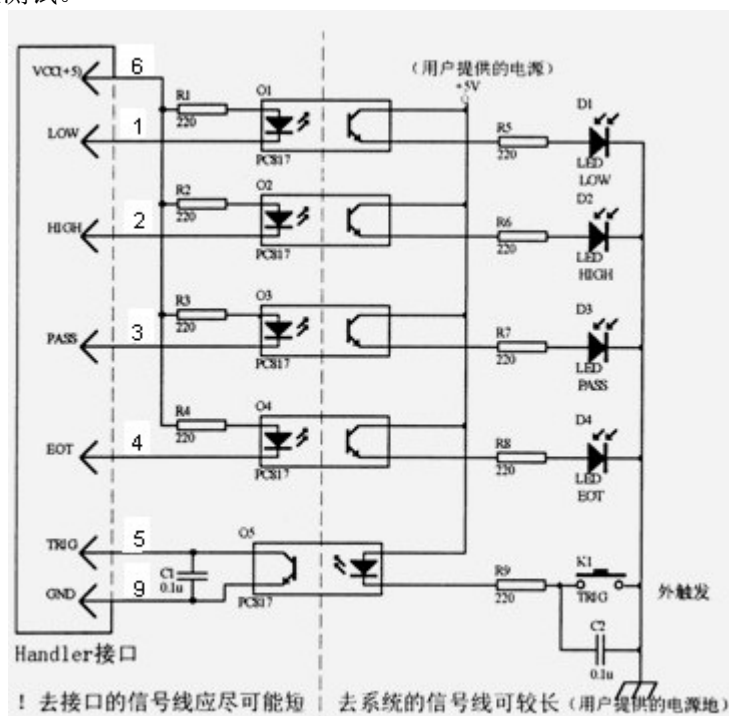 测试。
VCC(+5)
6
R1
220
O1
PC817
(用户提供的电源)
+5V
LOW
1
R5
220
D1
LED
LOW
R2
220
O2
PC817
HIGH
2
R6
220
D2
LED
HIGH
R3
220
O3
PC817
PASS
3
R7
220
D3
LED
PASS
R4
220
O4
PC817
EOT
4
R8
220
D4
LED
EOT
TRIG
5
C1
0.1u
O5
PC817
R9
220
K1
TRIG
外触发
GND
9
C2
0.1u
Handler接口
! 去接口的信号线应尽可能短
去系统的信号线可较长(用户提供的电源地)